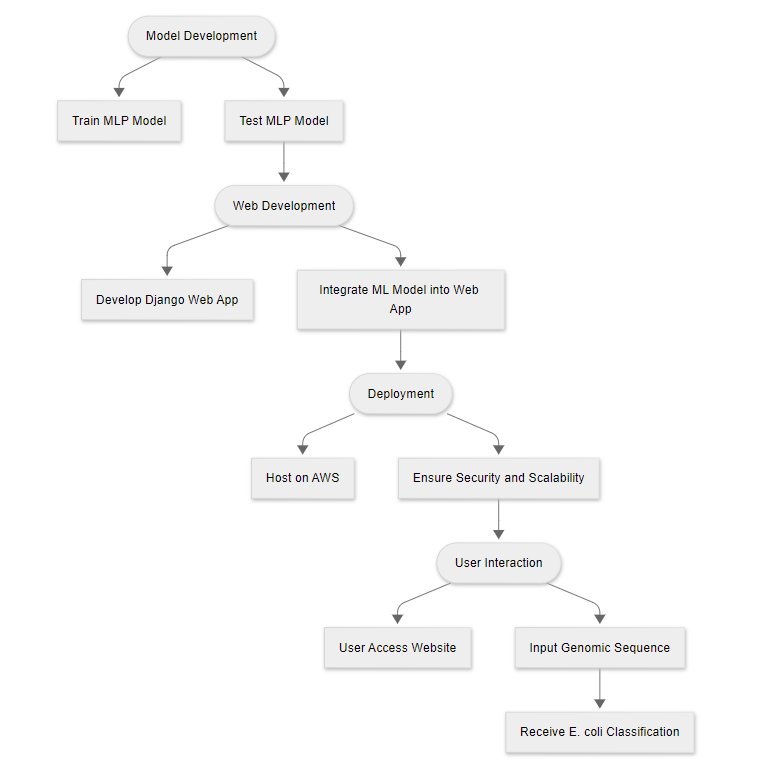 Model Development
Train MLP Model
Test MLP Model
Web Development
Develop Django Web App
Integrate ML Model into Web
App
Deployment
Host on AWS
Ensure Security and Scalability
User Interaction
User Access Website
Input Genomic Sequence
Receive E. coli Classification